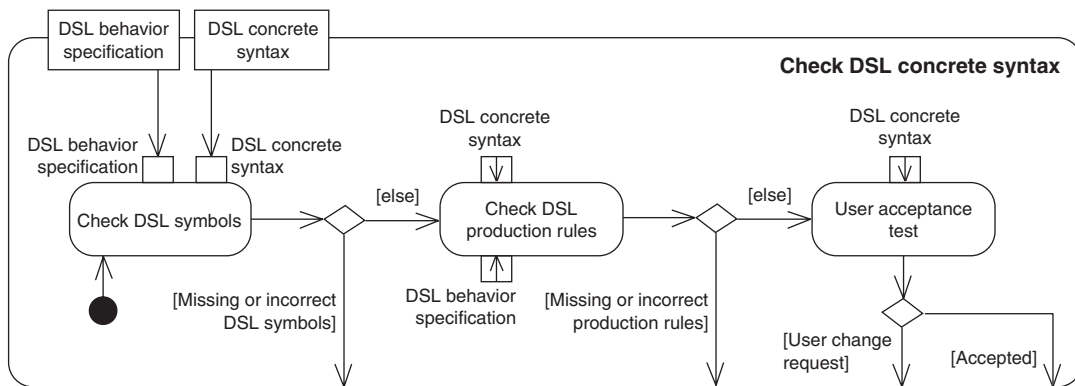 DSL behavior
specification
DSL concrete
syntax
Check DSL concrete syntax
DSL behavior
specification
DSL concrete
syntax
DSL concrete
syntax
DSL concrete
syntax
Check DSL symbols
[else]
Check DSL
production rules
[else]
User acceptance
test
[Missing or incorrect
DSL symbols]
DSL behavior
specification
[Missing or incorrect
production rules]
[User change
request]
[Accepted]